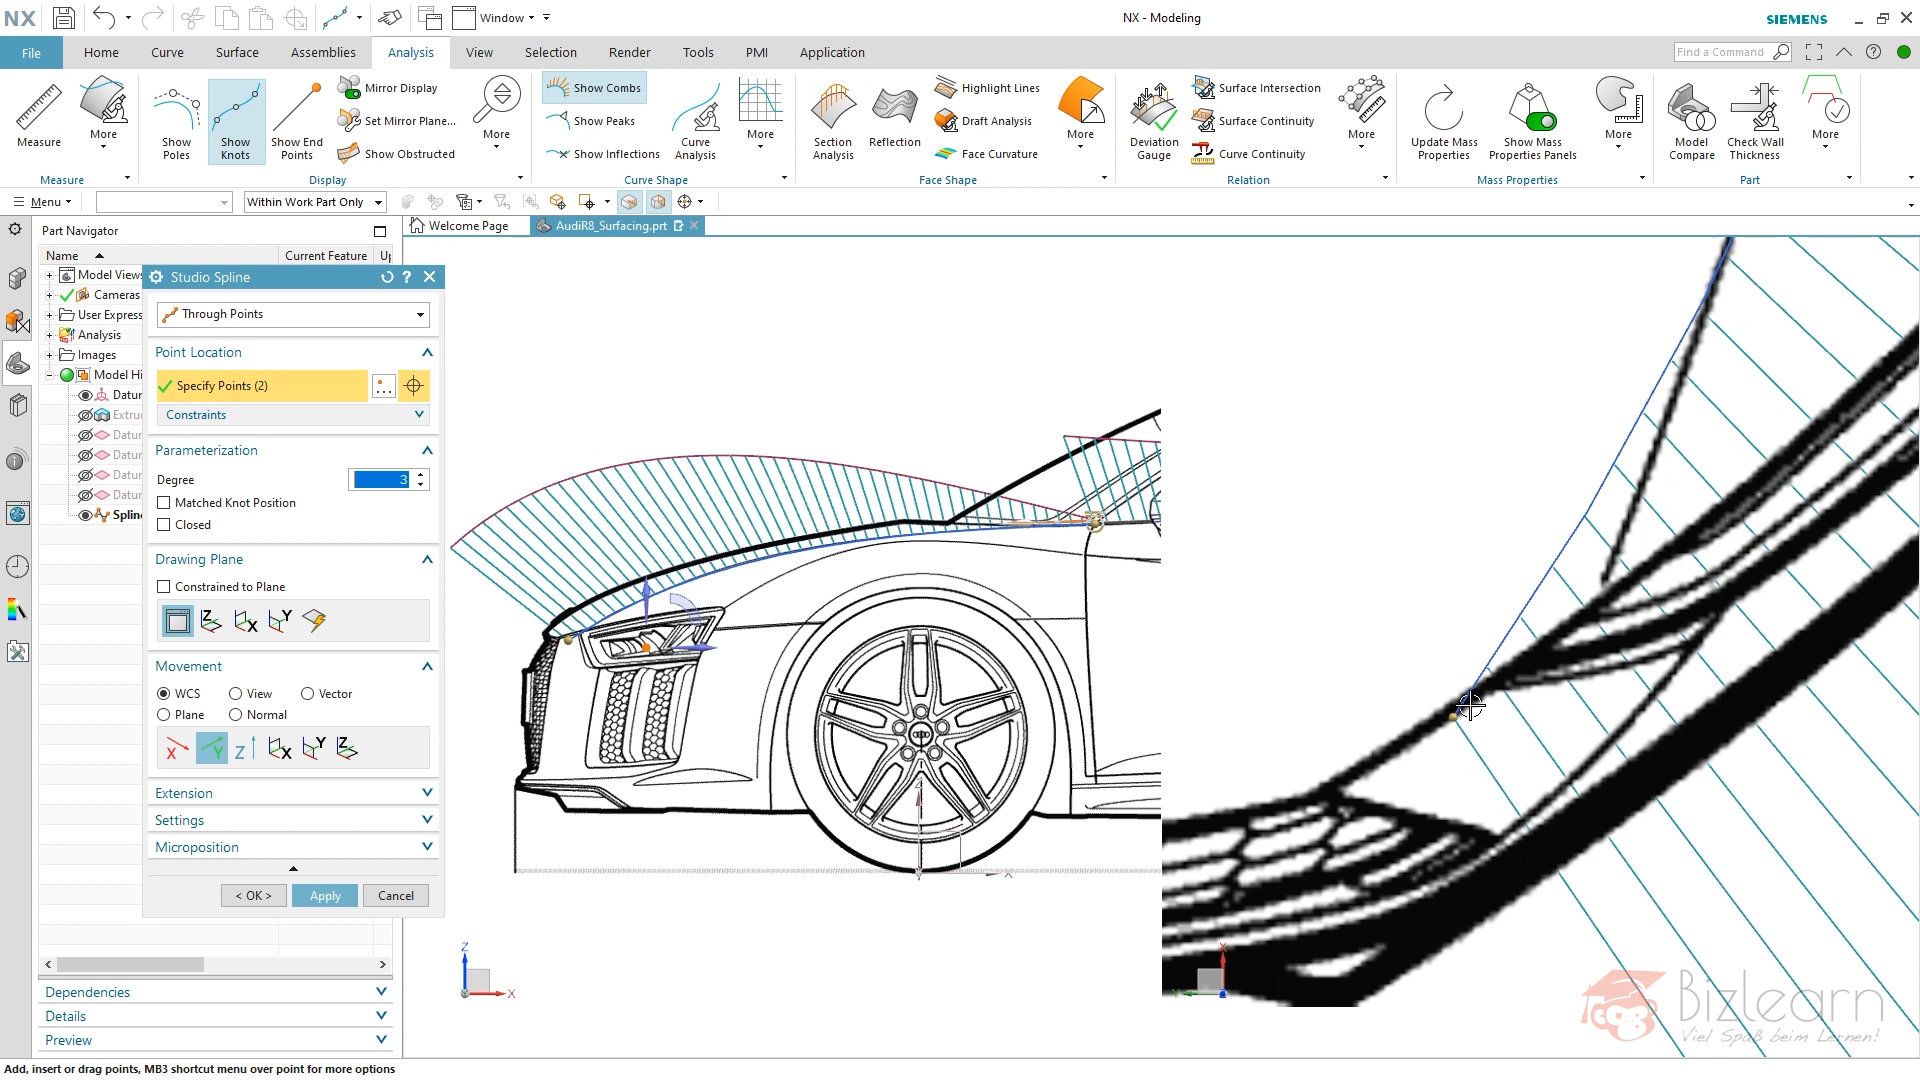 NX
Window
NX - Modeling
SIEMENS
File
Home
Curve
Surface
Assemblies
Analysis
View
Selection
Render
Tools
PMI
Application
Find a Command
Measure
More
Show
Poles
Show
Knots
Show End
Points
Mirror Display
Set Mirror Plane...
Show Obstructed
More
Show Combs
Show Peaks
Show Inflections
Curve
Analysis
More
Section
Analysis
Reflection
Highlight Lines
Draft Analysis
Face Curvature
More
Deviation
Gauge
Surface Intersection
Surface Continuity
Curve Continuity
More
Update Mass
Properties
Show Mass
Properties Panels
More
Model
Compare
Check Wall
Thickness
More
Measure
Display
Curve Shape
Face Shape
Relation
Mass Properties
Part
Menu
Within Work Part Only
Part Navigator
Welcome Page
AudiR8_Surfacing.prt
Name
Current Feature
Model Views
Cameras
User Express
Analysis
Images
Model Hi
Datur
Extru
Datur
Datur
Datur
Datur
Spline
Studio Spline
Through Points
Point Location
Specify Points (2)
Constraints
Parameterization
Degree
3
Matched Knot Position
Closed
Drawing Plane
Constrained to Plane
Z
X
Y
Movement
WCS
View
Vector
Plane
Normal
X
Y
Z
X
Y
Z
Extension
Settings
Microposition
< OK >
Apply
Cancel
Z
X
Y
X
X
Dependencies
Details
Preview
Bizlearn
Viel Spaß beim Lernen!
Add, insert or drag points, MB3 shortcut menu over point for more options